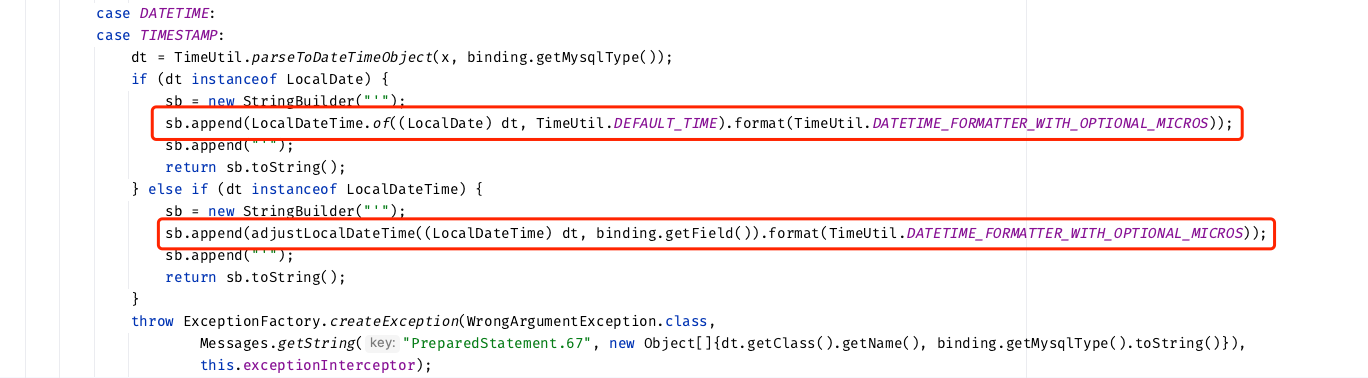 case DATETIME:
case TIMESTAMP:
dt = TimeUtil.parseToDateTimeObject(x, binding.getMysqlType());
if (dt instanceof LocalDate) {
sb = new StringBuilder("'");
sb.append(LocalDateTime.of((LocalDate) dt, TimeUtil.DEFAULT_TIME).format(TimeUtil.DATETIME_FORMATTER_WITH_OPTIONAL_MICROS));
sb.append("'");
return sb.toString();
} else if (dt instanceof LocalDateTime) {
sb = new StringBuilder("'");
sb.append(adjustLocalDateTime((LocalDateTime) dt, binding.getField()).format(TimeUtil.DATETIME_FORMATTER_WITH_OPTIONAL_MICROS));
sb.append("'");
return sb.toString();
}
throw ExceptionFactory.createException(WrongArgumentException.class,
Messages.getString( key: "PreparedStatement.67", new Object[]{dt.getClass().getName(), binding.getMysqlType().toString()}),
this.exceptionInterceptor);